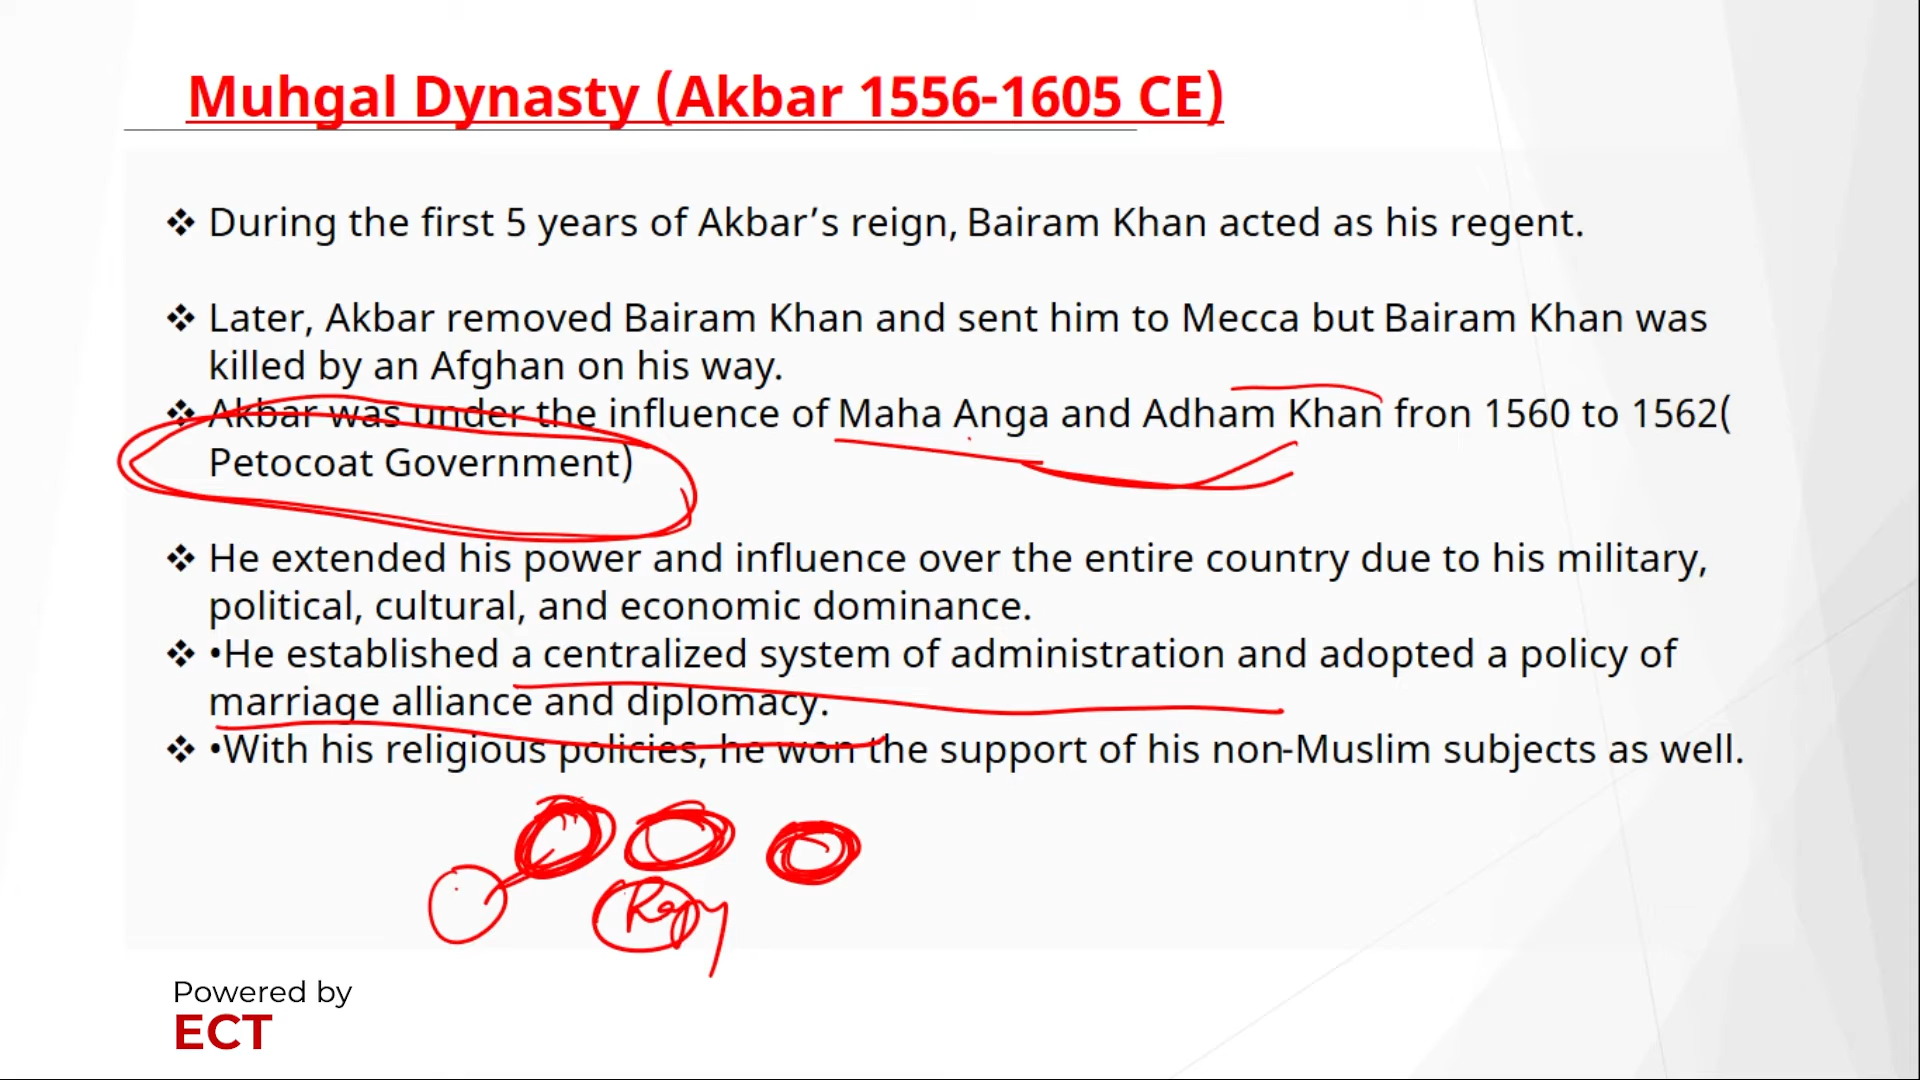 Muhgal Dynasty (Akbar 1556-1605 CE)
❖ During the first 5 years of Akbar’s reign, Bairam Khan acted as his regent.
❖ Later, Akbar removed Bairam Khan and sent him to Mecca but Bairam Khan was
killed by an Afghan on his way.
❖ Akbar was under the influence of Maha Anga and Adham Khan fron 1560 to 1562(
Petocoat Government)
❖ He extended his power and influence over the entire country due to his military,
political, cultural, and economic dominance.
❖ •He established a centralized system of administration and adopted a policy of
marriage alliance and diplomacy.
❖ •With his religious policies, he won the support of his non-Muslim subjects as well.
Powered by
ECT